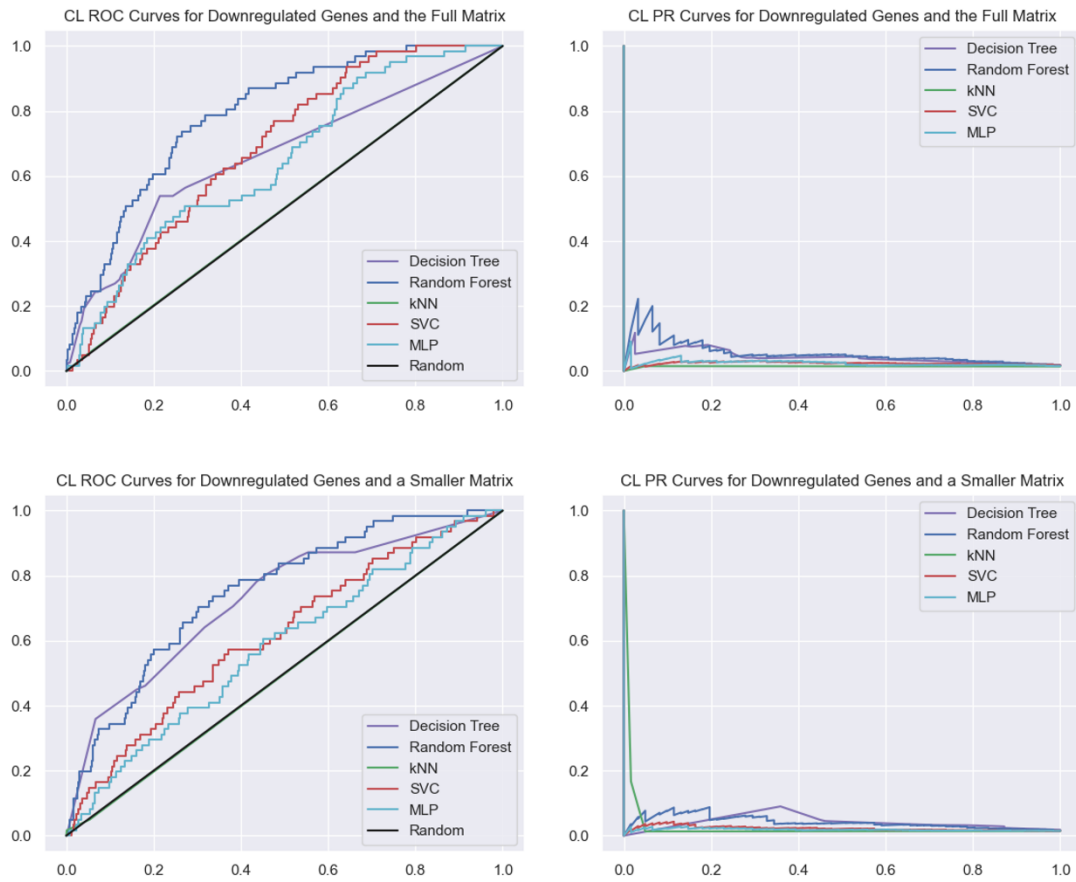 CL ROC Curves for Downregulated Genes and the Full Matrix
1.0
0.8
0.6
0.4
0.2
0.0
0.0 0.2 0.4 0.6 0.8 1.0
Decision Tree
Random Forest
kNN
SVC
MLP
Random
CL PR Curves for Downregulated Genes and the Full Matrix
1.0
0.8
0.6
0.4
0.2
0.0
0.0 0.2 0.4 0.6 0.8 1.0
Decision Tree
Random Forest
kNN
SVC
MLP
CL ROC Curves for Downregulated Genes and a Smaller Matrix
1.0
0.8
0.6
0.4
0.2
0.0
0.0 0.2 0.4 0.6 0.8 1.0
Decision Tree
Random Forest
kNN
SVC
MLP
Random
CL PR Curves for Downregulated Genes and a Smaller Matrix
1.0
0.8
0.6
0.4
0.2
0.0
0.0 0.2 0.4 0.6 0.8 1.0
Decision Tree
Random Forest
kNN
SVC
MLP